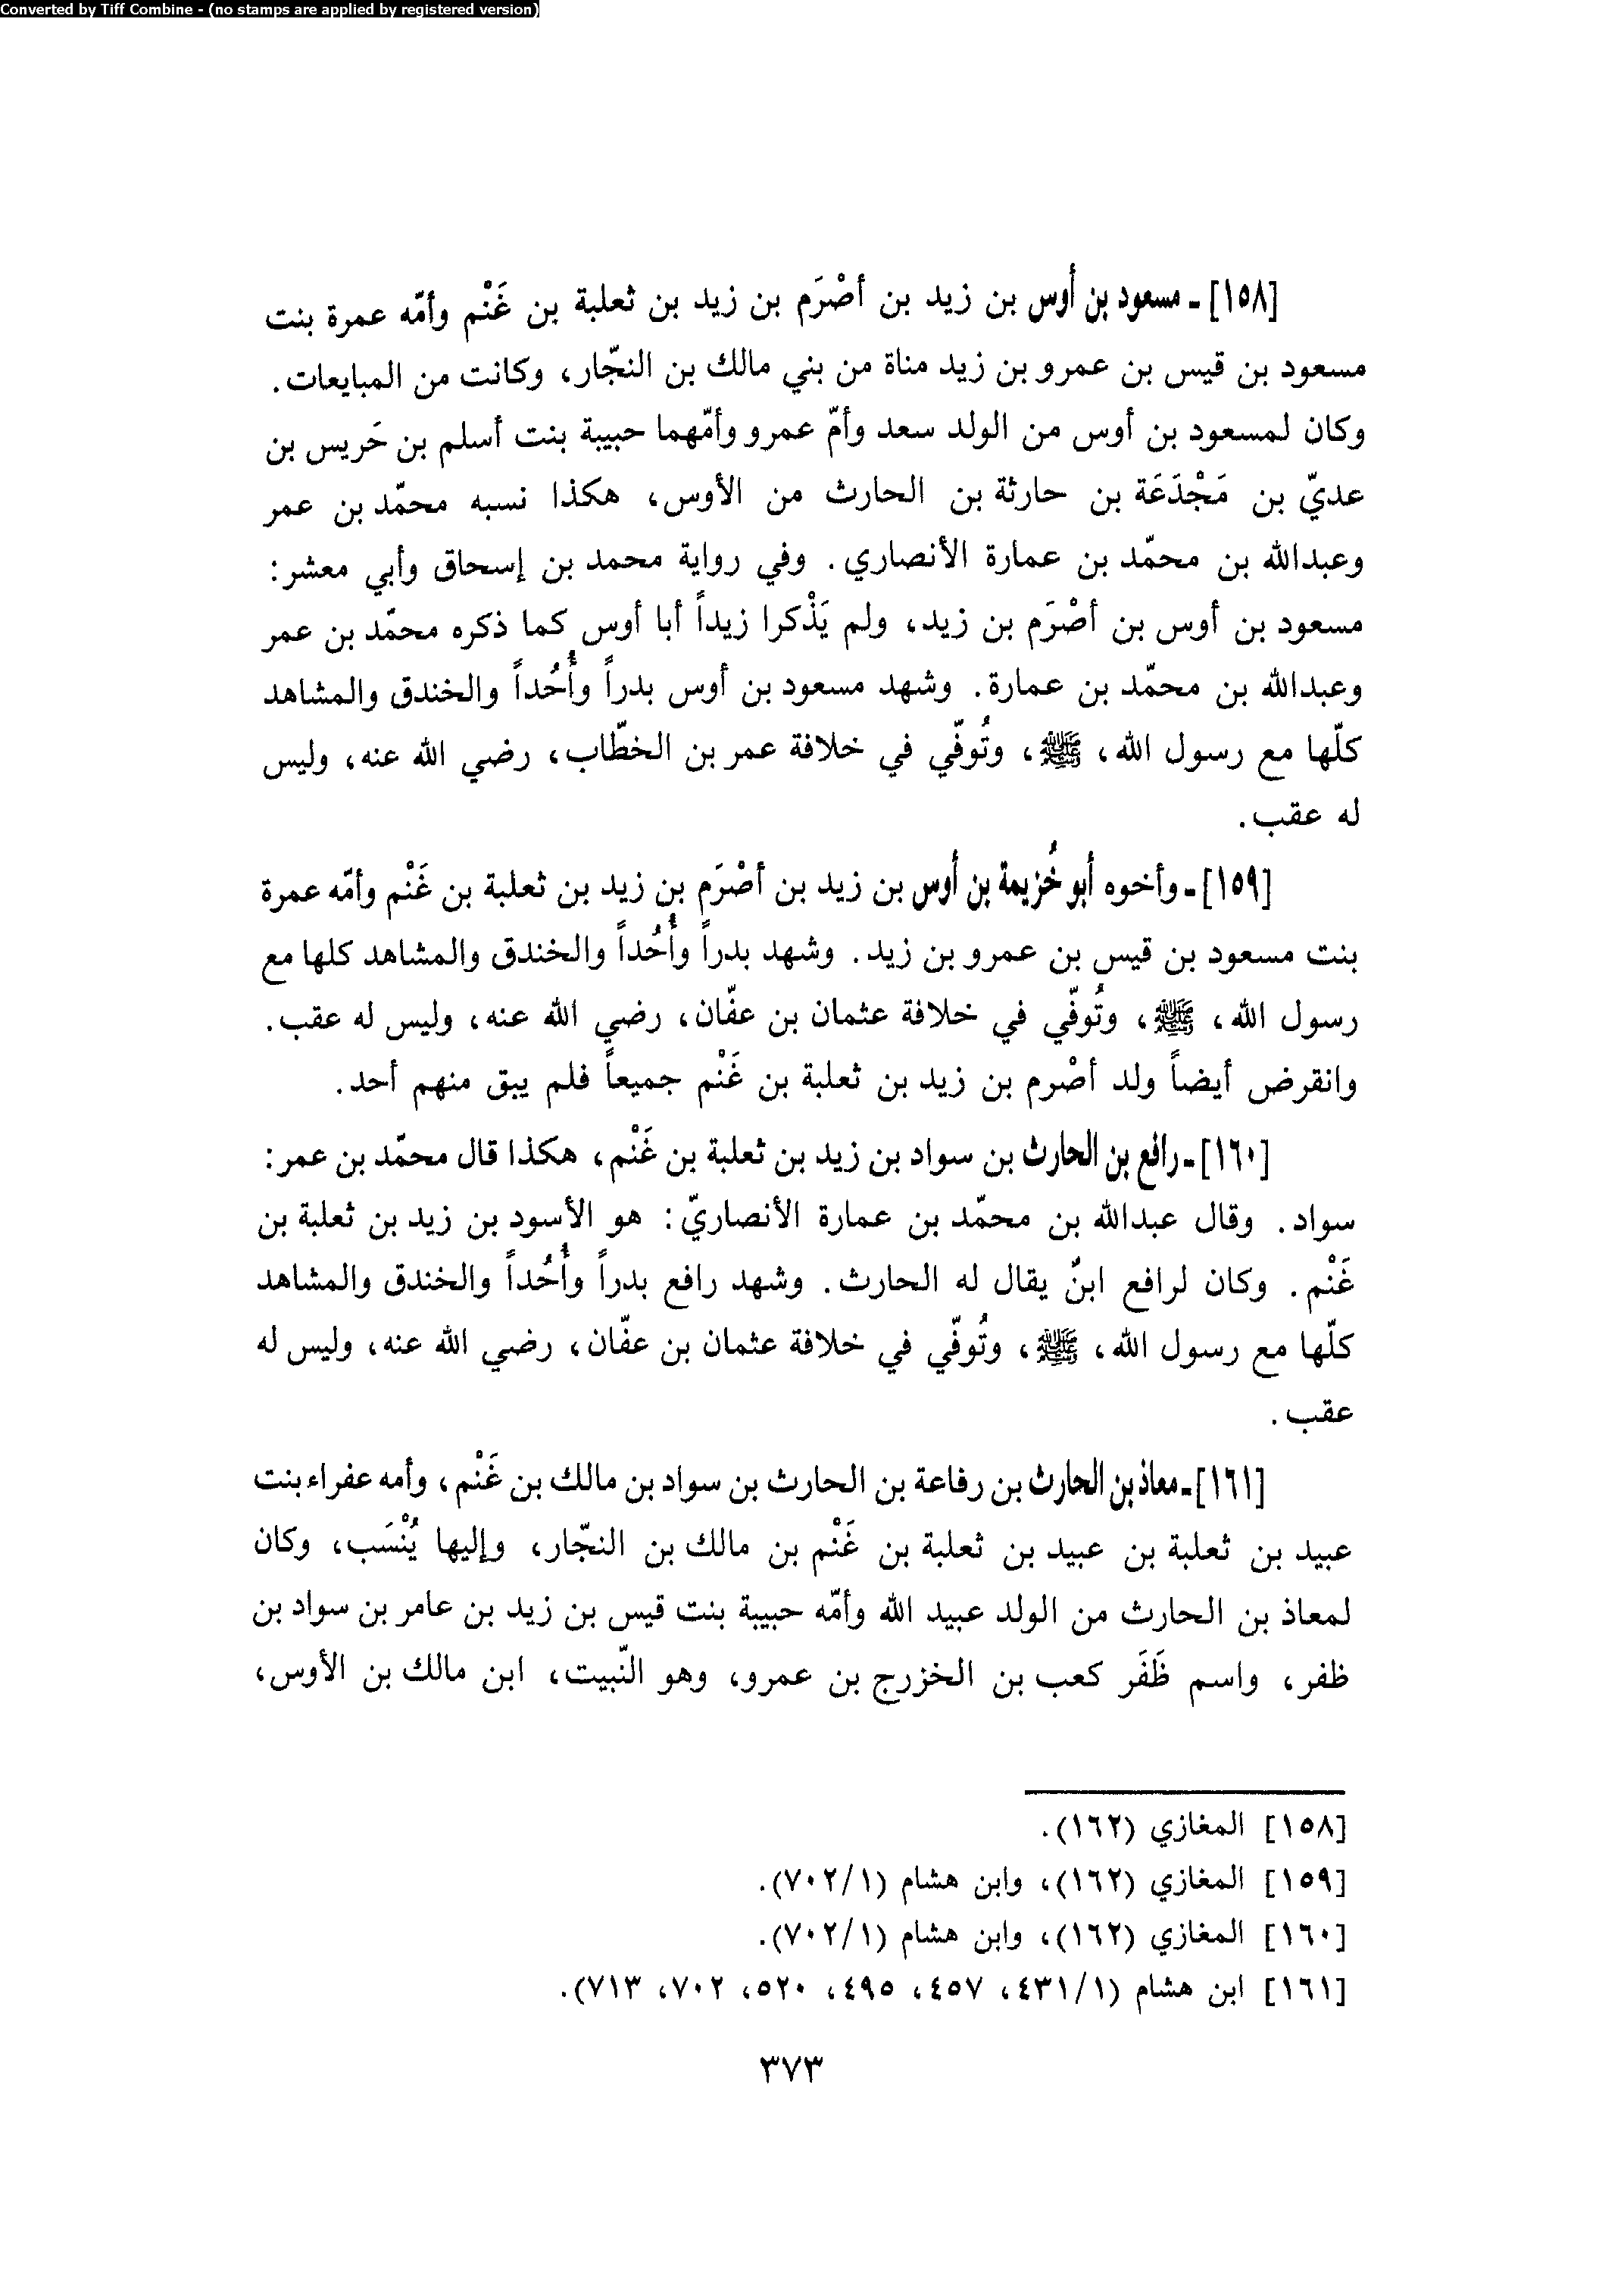 Converted by Tiff Combine - (no stamps are applied by registered version)
[١٥٨] ـ مسعود بن أوس بن زيد بن أصْرَم بن زيد بن ثعلبة بن غَنْم وأمّه عمرة بنت
مسعود بن قيس بن عمرو بن زيد مناة من بني مالك بن النجّار، وكانت من المبايعات.
وكان لمسعود بن أوس من الولد سعد وأمّ عمرو وأمّهما حبيبة بنت أسلم بن حَريس بن
عديّ بن مَجْدَعَة بن حارثة بن الحارث من الأوس، هكذا نسبه محمّد بن عمر
وعبدالله بن محمّد بن عمارة الأنصاري. وفي رواية محمد بن إسحاق وأبي معشر:
مسعود بن أوس بن أصْرَم بن زيد، ولم يَذْكرا زيداً أبا أوس كما ذكره محمّد بن عمر
وعبدالله بن محمّد بن عمارة. وشهد مسعود بن أوس بدراً وأُحُداً والخندق والمشاهد
كلّها مع رسول الله، ﷺ، وتُوفّي في خلافة عمر بن الخطّاب، رضي الله عنه، وليس
له عقب.
[١٥٩] ـ وأخوه أبو خُزيمة بن أوس بن زيد بن أصْرَم بن زيد بن ثعلبة بن غَنْم وأمّه عمرة
بنت مسعود بن قيس بن عمرو بن زيد. وشهد بدراً وأُحُداً والخندق والمشاهد كلها مع
رسول الله، ﷺ، وتُوفّي في خلافة عثمان بن عفّان، رضي الله عنه، وليس له عقب.
وانقرض أيضاً ولد أصْرم بن زيد بن ثعلبة بن غَنْم جميعاً فلم يبق منهم أحد.
[١٦٠] ـ رافع بن الحارث بن سواد بن زيد بن ثعلبة بن غَنْم، هكذا قال محمّد بن عمر:
سواد. وقال عبدالله بن محمّد بن عمارة الأنصاريّ: هو الأسود بن زيد بن ثعلبة بن
غَنْم. وكان لرافع ابنٌ يقال له الحارث. وشهد رافع بدراً وأُحُداً والخندق والمشاهد
كلّها مع رسول الله، ﷺ، وتُوفّي في خلافة عثمان بن عفّان، رضي الله عنه، وليس له
عقب.
[١٦١] ـ معاذ بن الحارث بن رفاعة بن الحارث بن سواد بن مالك بن غَنْم، وأمه عفراء بنت
عبيد بن ثعلبة بن عبيد بن ثعلبة بن غَنْم بن مالك بن النجّار، وإليها يُنْسَب، وكان
لمعاذ بن الحارث من الولد عبيد الله وأمّه حبيبة بنت قيس بن زيد بن عامر بن سواد بن
ظفر، واسم ظَفَر كعب بن الخزرج بن عمرو، وهو النّبيت، ابن مالك بن الأوس،
[١٥٨] المغازي (١٦٢).
[١٥٩] المغازي (١٦٢)، وابن هشام (٧٠٢/١).
[١٦٠] المغازي (١٦٢)، وابن هشام (٧٠٢/١).
[١٦١] ابن هشام (٤٣١/١، ٤٥٧، ٤٩٥، ٥٢٠، ٧٠٢، ٧١٣).
٣٧٣